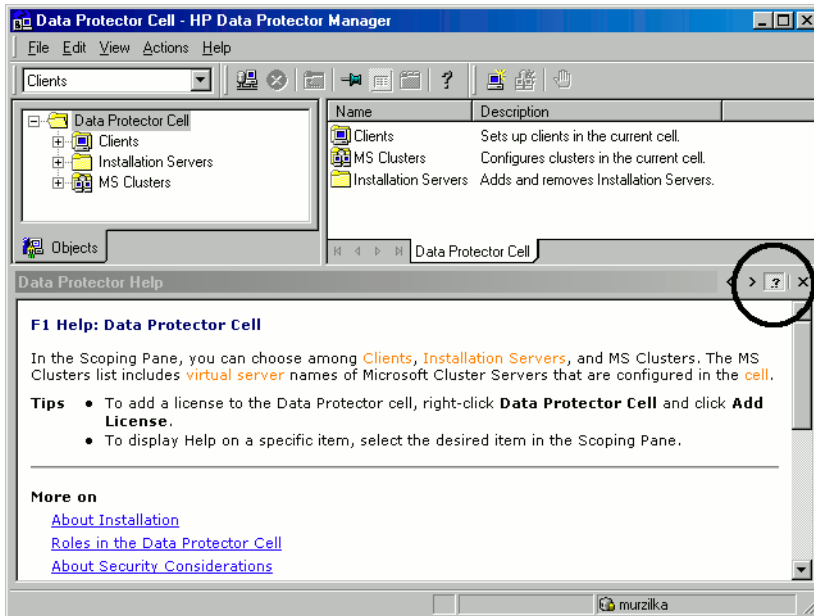 Data Protector Cell - HP Data Protector Manager
File Edit View Actions Help
Clients
Data Protector Cell
Clients
Installation Servers
MS Clusters
Objects
Name Description
Clients Sets up clients in the current cell.
MS Clusters Configures clusters in the current cell.
Installation Servers Adds and removes Installation Servers.
Data Protector Cell
Data Protector Help
F1 Help: Data Protector Cell
In the Scoping Pane, you can choose among Clients, Installation Servers, and MS Clusters. The MS
Clusters list includes virtual server names of Microsoft Cluster Servers that are configured in the cell.
Tips • To add a license to the Data Protector cell, right-click Data Protector Cell and click Add
License.
• To display Help on a specific item, select the desired item in the Scoping Pane.
More on
About Installation
Roles in the Data Protector Cell
About Security Considerations
murzilka